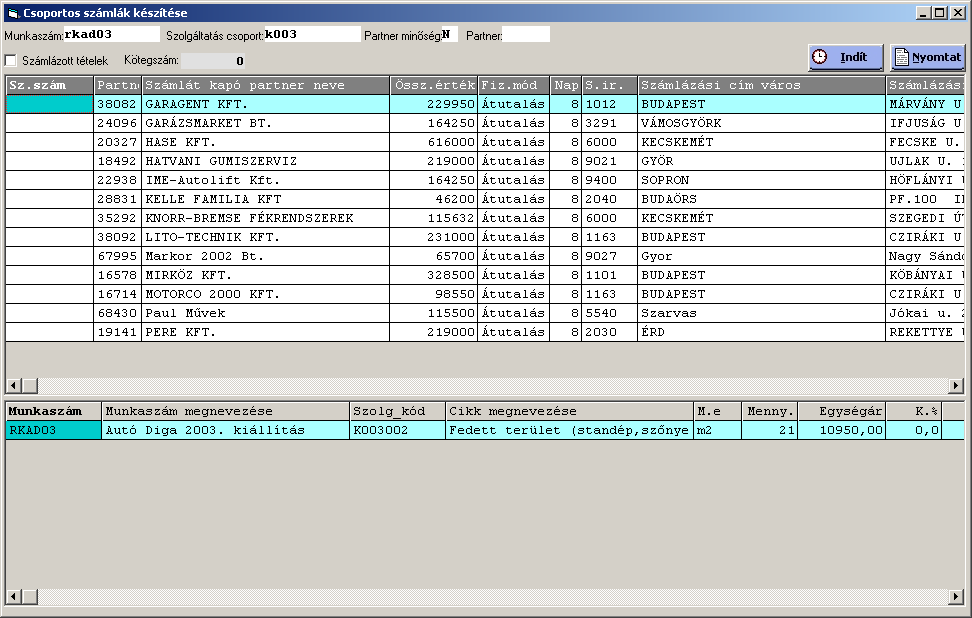 Csoportos számlák készítése
Munkaszám: rkad03 Szolgáltatás csoport: k003 Partner minőség: N Partner:
Számlázott tételek Kötegszám: 0 Indít Nyomtat
Sz.szám Partn Számlát kapó partner neve Össz.érték Fiz.mód Nap S.ir. Számlázási cím város Számlázás
38082 GARAGENT KFT. 229950 Átutalás 8 1012 BUDAPEST MÁRVÁNY U
24096 GARÁZSMARKET BT. 164250 Átutalás 8 3291 VÁMOSGYÖRK IFJUSÁG U
20327 HASE KFT. 616000 Átutalás 8 6000 KECSKEMÉT FECSKE U.
18492 HATVANI GUMISZERVIZ 219000 Átutalás 8 9021 GYÖR UJLAK U.
22938 IME-Autolift Kft. 164250 Átutalás 8 9400 SOPRON HÖFLÁNYI
28831 KELLE FAMILIA KFT 46200 Átutalás 8 2040 BUDAÖRS PF.100
35292 KNORR-BREMSE FÉKRENDSZEREK 115632 Átutalás 8 6000 KECSKEMÉT SZEGEDI
38092 LITO-TECHNIK KFT. 231000 Átutalás 8 1163 BUDAPEST CZIRÁKI U
67995 Markor 2002 Bt. 65700 Átutalás 8 9027 Gyor Nagy Sándo
16578 MIRKÖZ KFT. 328500 Átutalás 8 1101 BUDAPEST KÖBÁNYAI
16714 MOTORCO 2000 KFT. 98550 Átutalás 8 1163 BUDAPEST CZIRÁKI U
68430 Paul Művek 115500 Átutalás 8 5540 Szarvas Jókai u.
19141 PERE KFT. 219000 Átutalás 8 2030 ÉRD REKETTYE
Munkaszám Munkaszám megnevezése Szolg_kód Cikk megnevezése M.e Menny. Egységár K.%
RKAD03 Autó Diga 2003. kiállítás K003002 Fedett terület (standép,szőnye m2 21 10950,00 0,0